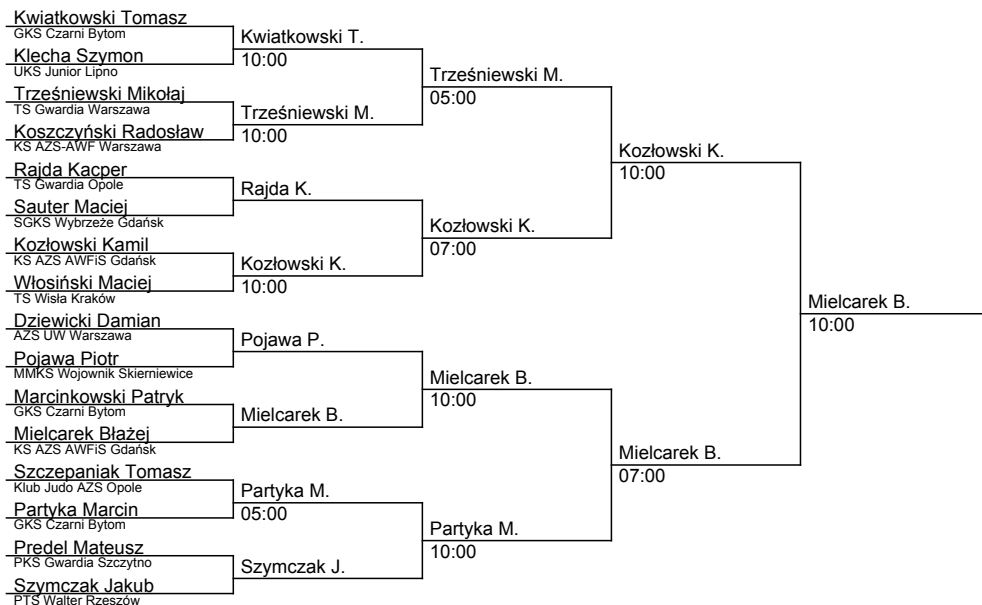 Kwiatkowski Tomasz
GKS Czarni Bytom
Klecha Szymon
UKS Junior Lipno
Trześniewski Mikołaj
TS Gwardia Warszawa
Koszczyński Radosław
KS AZS-AWF Warszawa
Rajda Kacper
TS Gwardia Opole
Sauter Maciej
SGKS Wybrzeże Gdańsk
Kozłowski Kamil
KS AZS AWFiS Gdańsk
Włosiński Maciej
TS Wisła Kraków
Dziewicki Damian
AZS UW Warszawa
Pojawa Piotr
MMKS Wojownik Skierniewice
Marcinkowski Patryk
GKS Czarni Bytom
Mielcarek Błażej
KS AZS AWFiS Gdańsk
Szczepaniak Tomasz
Klub Judo AZS Opole
Partyka Marcin
GKS Czarni Bytom
Predel Mateusz
PKS Gwardia Szczytno
Szymczak Jakub
PTS Walter Rzeszów
Kwiatkowski T.
10:00
Trześniewski M.
10:00
Rajda K.
Kozłowski K.
10:00
Pojawa P.
Mielcarek B.
Partyka M.
05:00
Szymczak J.
Trześniewski M.
05:00
Kozłowski K.
07:00
Mielcarek B.
10:00
Partyka M.
10:00
Kozłowski K.
10:00
Mielcarek B.
07:00
Mielcarek B.
10:00